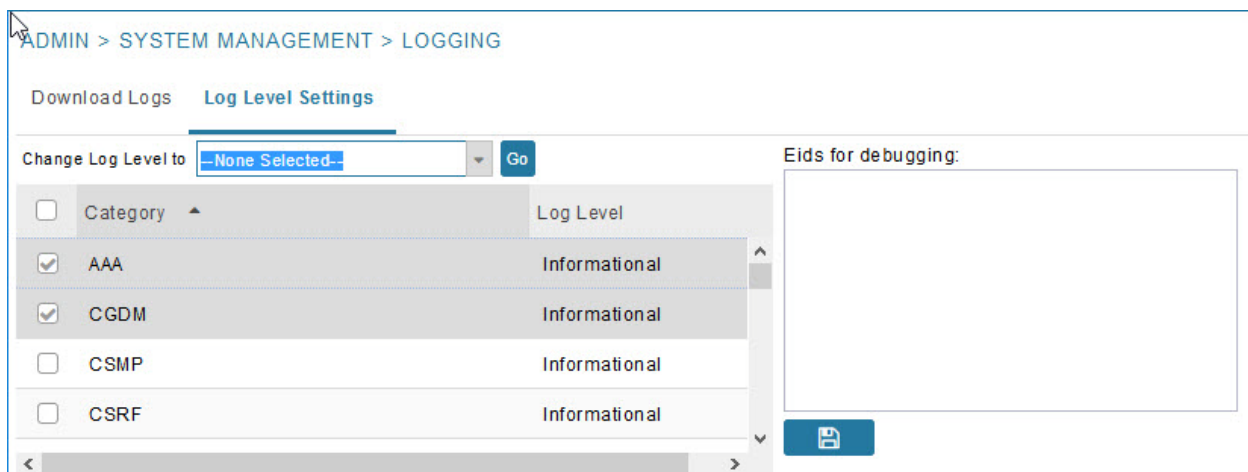 ADMIN > SYSTEM MANAGEMENT > LOGGING
Download Logs Log Level Settings
Change Log Level to --None Selected-- Go
Eids for debugging:
Category Log Level
AAA Informational
CGDM Informational
CSMP Informational
CSRF Informational